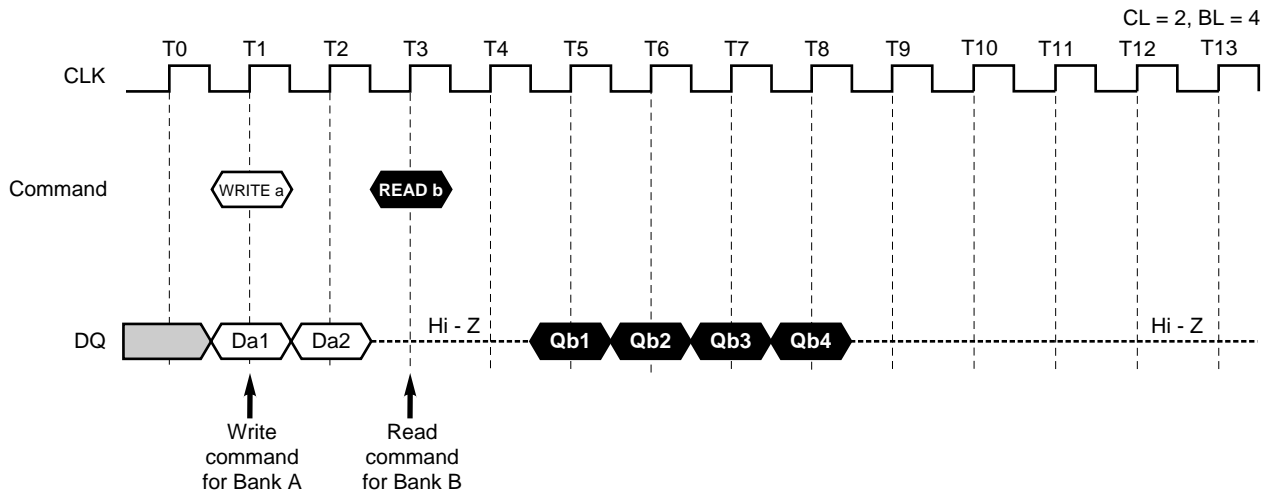 CL = 2, BL = 4
T0 T1 T2 T3 T4 T5 T6 T7 T8 T9 T10 T11 T12 T13
CLK
Command WRITE a READ b
DQ Da1 Da2 Hi - Z Qb1 Qb2 Qb3 Qb4 Hi - Z
Write
command
for Bank A
Read
command
for Bank B